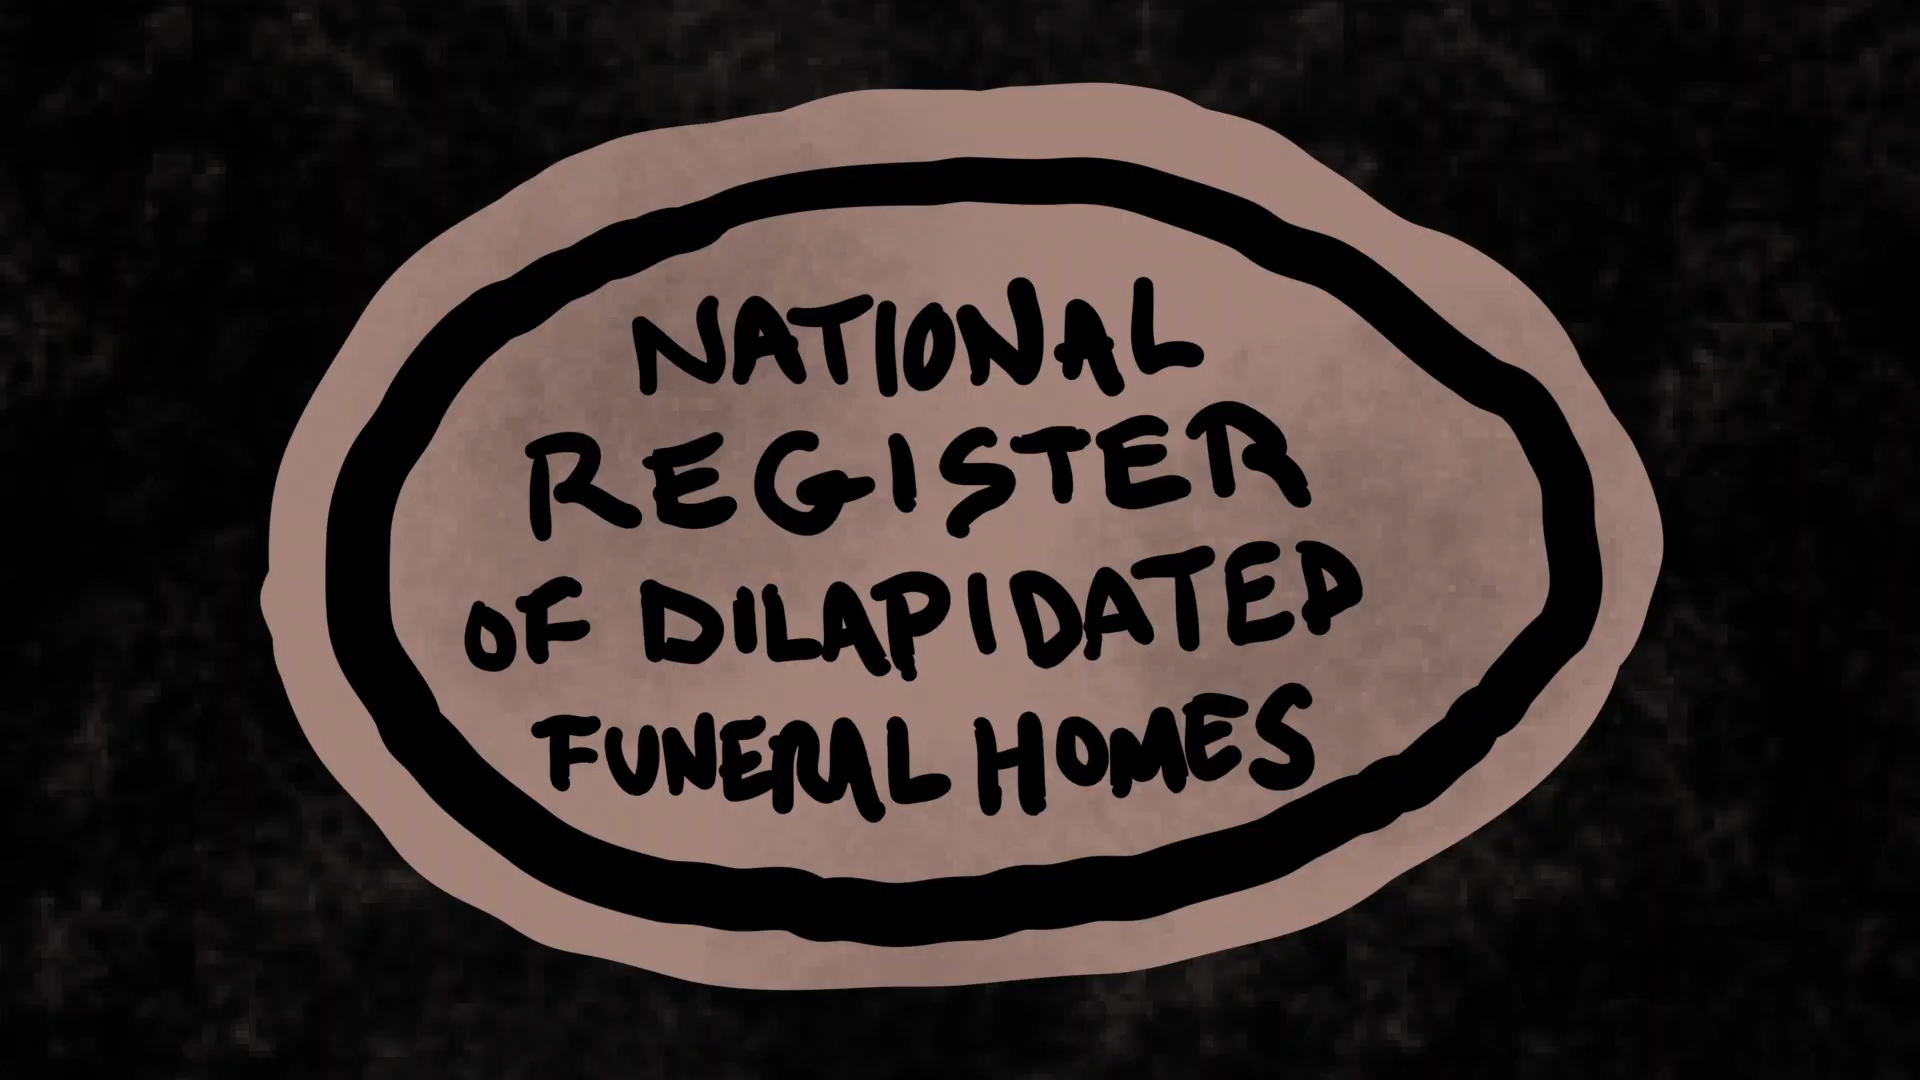 NATIONAL
REGISTER
OF DILAPIDATED
FUNERAL HOMES